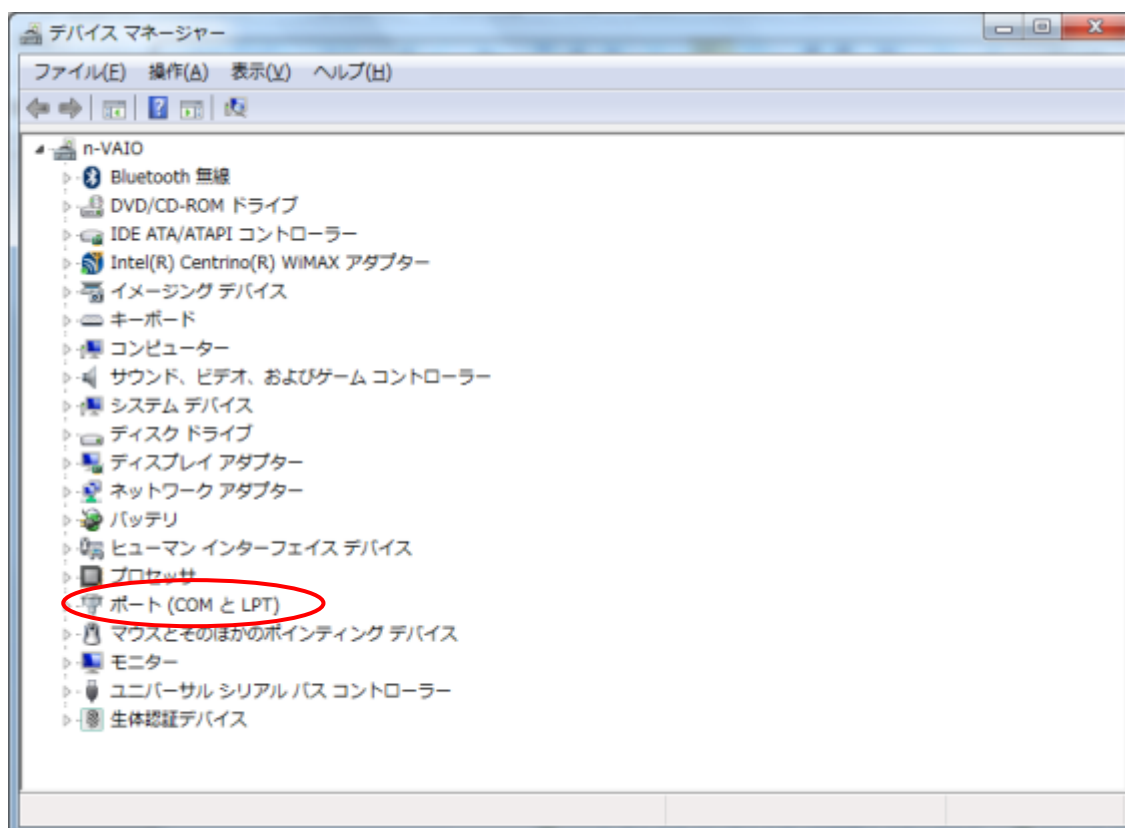 デバイス マネージャー
ファイル(F) 操作(A) 表示(V) ヘルプ(H)
n-VAIO
Bluetooth 無線
DVD/CD-ROM ドライブ
IDE ATA/ATAPI コントローラー
Intel(R) Centrino(R) WiMAX アダプター
イメージング デバイス
キーボード
コンピューター
サウンド、ビデオ、およびゲーム コントローラー
システム デバイス
ディスク ドライブ
ディスプレイ アダプター
ネットワーク アダプター
バッテリ
ヒューマン インターフェイス デバイス
プロセッサ
ポート (COM と LPT)
マウスとそのほかのポインティング デバイス
モニター
ユニバーサル シリアル バス コントローラー
生体認証デバイス